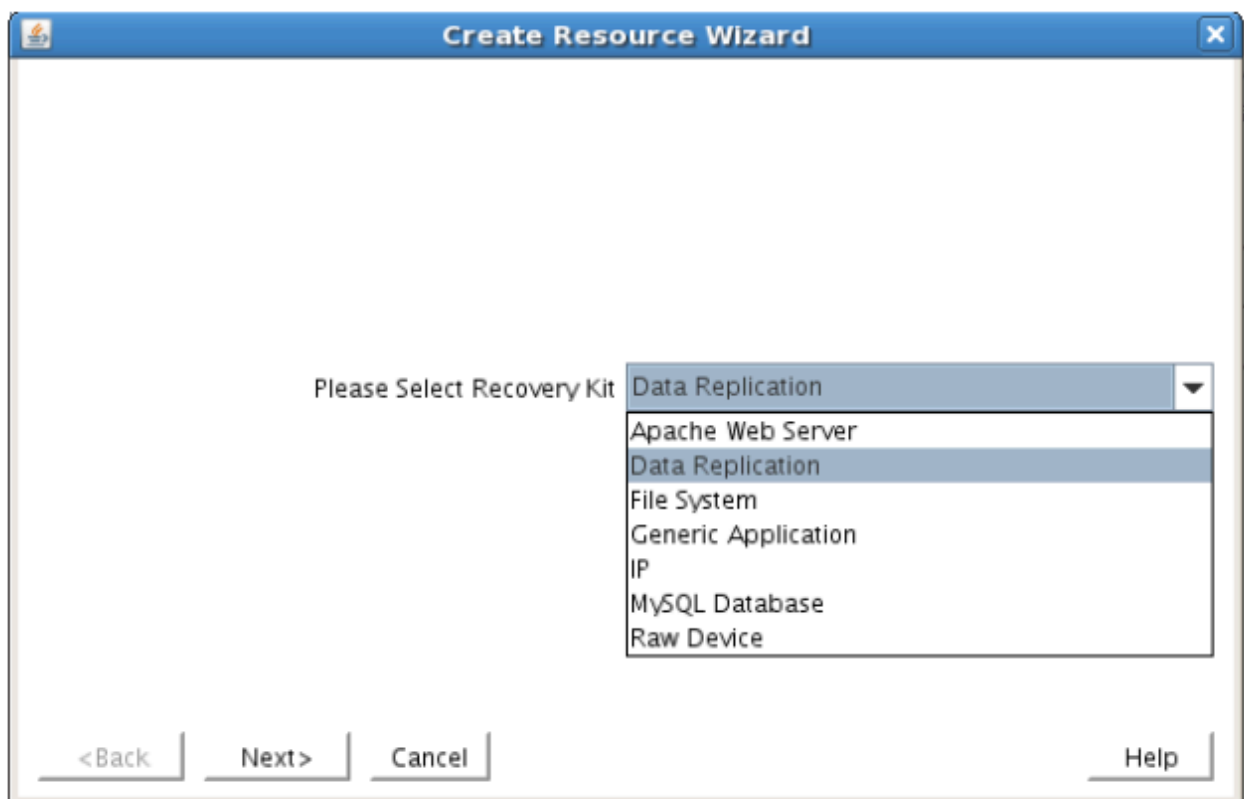 Create Resource Wizard
Please Select Recovery Kit Data Replication
Apache Web Server
Data Replication
File System
Generic Application
IP
MySQL Database
Raw Device
<Back Next> Cancel Help